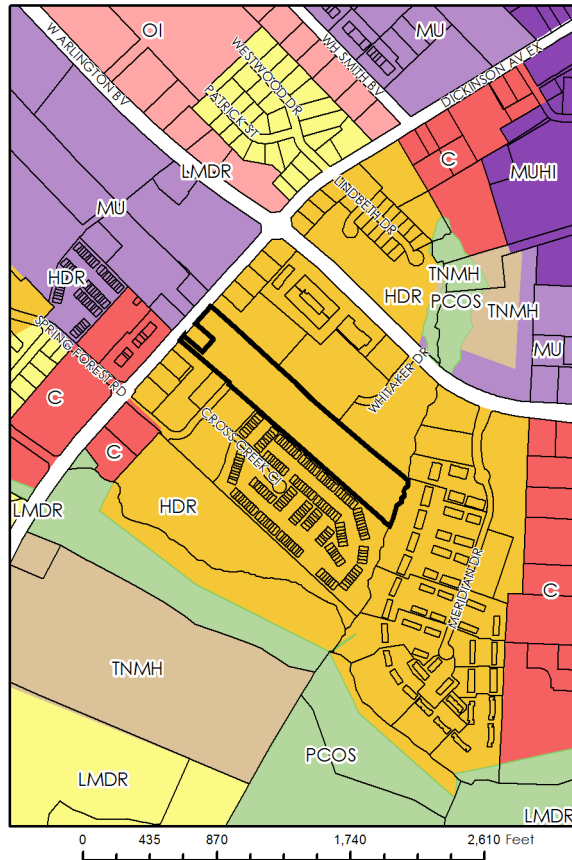 OI
MU
W ARLINGTON BV
WESTWOOD DR
WH SMITH BV
DICKINSON AV EX
PATRICK ST
C
LMDR
MUHI
MU
LINDBETH DR
HDR
TNMH
HDR
PCOS
TNMH
MU
SPRING FOREST RD
WHITAKER DR
C
CROSS CREEK CI
C
HDR
LMDR
MERIDIAN DR
C
TNMH
PCOS
LMDR
LMDR
0 435 870 1,740 2,610 Feet